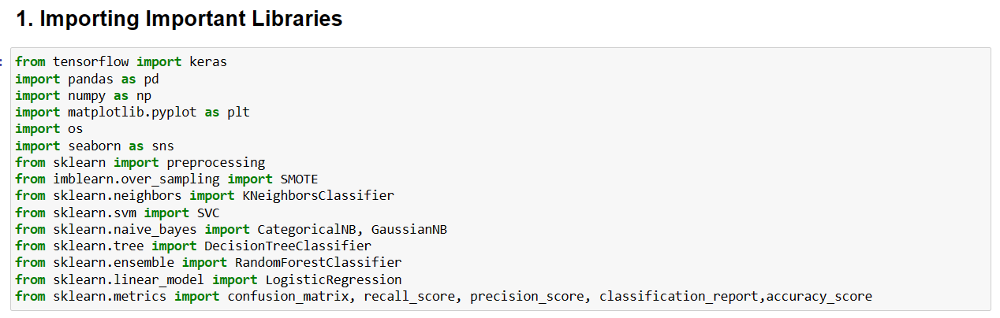 1. Importing Important Libraries
from tensorflow import keras
import pandas as pd
import numpy as np
import matplotlib.pyplot as plt
import os
import seaborn as sns
from sklearn import preprocessing
from imblearn.over_sampling import SMOTE
from sklearn.neighbors import KNeighborsClassifier
from sklearn.svm import SVC
from sklearn.naive_bayes import CategoricalNB, GaussianNB
from sklearn.tree import DecisionTreeClassifier
from sklearn.ensemble import RandomForestClassifier
from sklearn.linear_model import LogisticRegression
from sklearn.metrics import confusion_matrix, recall_score, precision_score, classification_report,accuracy_score